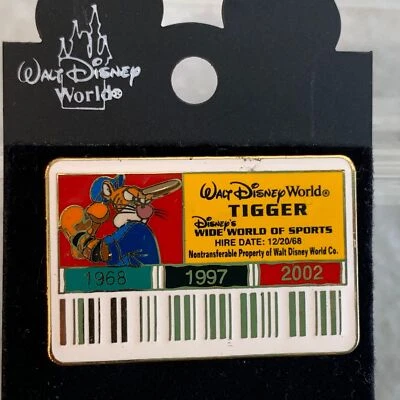 Walt Disney
World®
Walt Disney World®
TIGGER
Disney's
WIDE WORLD OF SPORTS
HIRE DATE: 12/20/68
Nontransferable Property of Walt Disney World Co.
1968 1997 2002